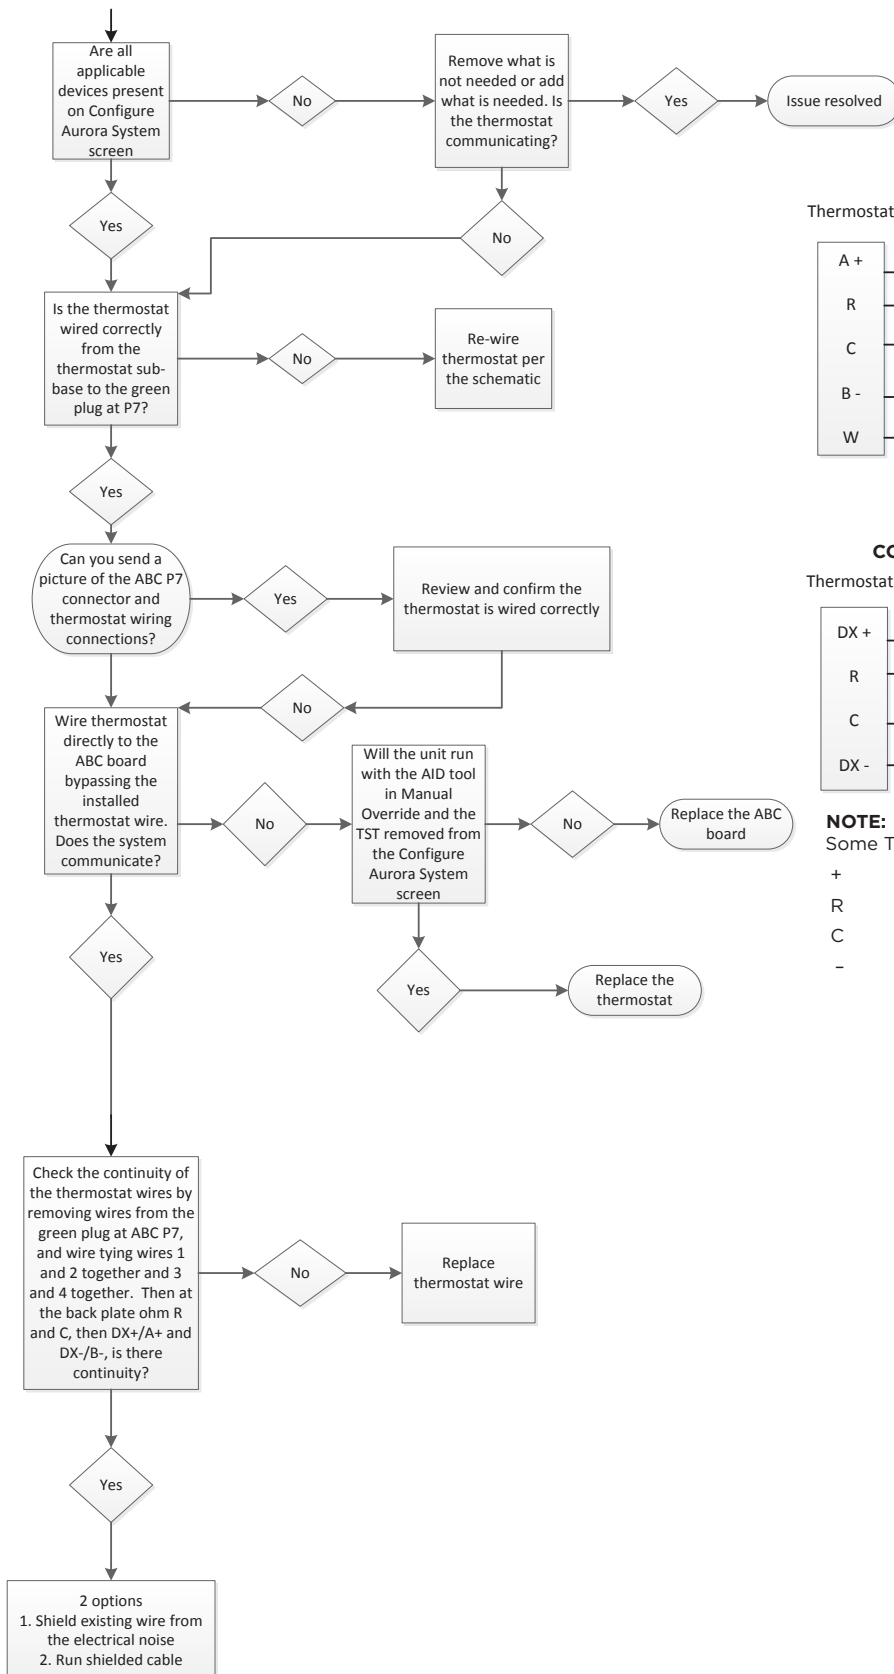 Are all
applicable
devices present
on Configure
Aurora System
screen
No
Remove what is
not needed or add
what is needed. Is
the thermostat
communicating?
Yes
Issue resolved
Yes
No
Is the thermostat
wired correctly
from the
thermostat sub-
base to the green
plug at P7?
No
Re-wire
thermostat per
the schematic
Yes
Can you send a
picture of the ABC P7
connector and
thermostat wiring
connections?
Yes
Review and confirm the
thermostat is wired correctly
No
Wire thermostat
directly to the
ABC board
bypassing the
installed
thermostat wire.
Does the system
communicate?
No
Will the unit run
with the AID tool
in Manual
Override and the
TST removed from
the Configure
Aurora System
screen
No
Replace the ABC
board
Yes
Yes
Replace the
thermostat
Check the continuity of
the thermostat wires by
removing wires from the
green plug at ABC P7,
and wire tying wires 1
and 2 together and 3
and 4 together. Then at
the back plate ohm R
and C, then DX+/A+ and
DX-/B-, is there
continuity?
No
Replace
thermostat wire
Yes
2 options
1. Shield existing wire from
the electrical noise
2. Run shielded cable
Thermostat
A +
R
C
B -
W
CO
Thermostat
DX +
R
C
DX -
NOTE:
Some T
+
R
C
–